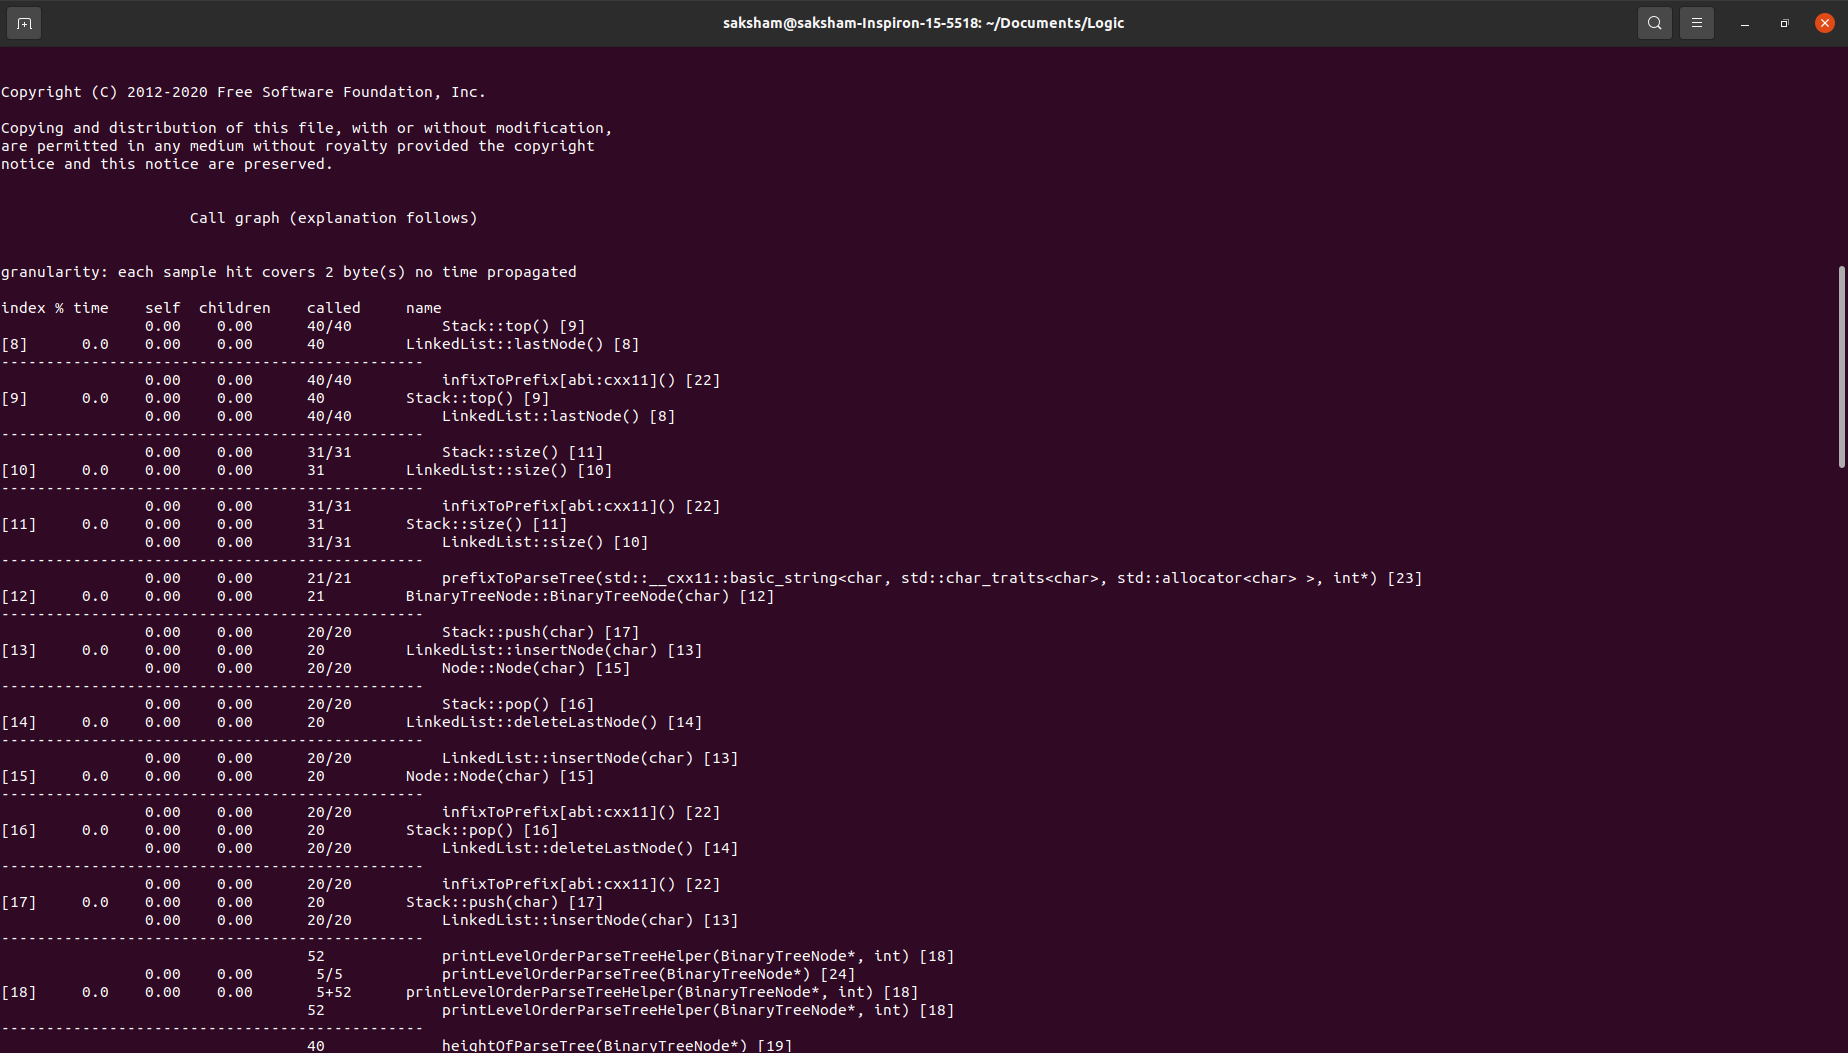 saksham@saksham-Inspiron-15-5518: ~/Documents/Logic
Copyright (C) 2012-2020 Free Software Foundation, Inc.
Copying and distribution of this file, with or without modification,
are permitted in any medium without royalty provided the copyright
notice and this notice are preserved.
Call graph (explanation follows)
granularity: each sample hit covers 2 byte(s) no time propagated
index % time    self  children    called     name
                0.00    0.00      40/40          Stack::top() [9]
[8]      0.0    0.00    0.00      40         LinkedList::lastNode() [8]
-----------------------------------------------
                0.00    0.00      40/40          infixToPrefix[abi:cxx11]() [22]
[9]      0.0    0.00    0.00      40         Stack::top() [9]
                0.00    0.00      40/40          LinkedList::lastNode() [8]
-----------------------------------------------
                0.00    0.00      31/31          Stack::size() [11]
[10]     0.0    0.00    0.00      31         LinkedList::size() [10]
-----------------------------------------------
                0.00    0.00      31/31          infixToPrefix[abi:cxx11]() [22]
[11]     0.0    0.00    0.00      31         Stack::size() [11]
                0.00    0.00      31/31          LinkedList::size() [10]
-----------------------------------------------
                0.00    0.00      21/21          prefixToParseTree(std::__cxx11::basic_string<char, std::char_traits<char>, std::allocator<char> >, int*) [23]
[12]     0.0    0.00    0.00      21         BinaryTreeNode::BinaryTreeNode(char) [12]
-----------------------------------------------
                0.00    0.00      20/20          Stack::push(char) [17]
[13]     0.0    0.00    0.00      20         LinkedList::insertNode(char) [13]
                0.00    0.00      20/20          Node::Node(char) [15]
-----------------------------------------------
                0.00    0.00      20/20          Stack::pop() [16]
[14]     0.0    0.00    0.00      20         LinkedList::deleteLastNode() [14]
-----------------------------------------------
                0.00    0.00      20/20          LinkedList::insertNode(char) [13]
[15]     0.0    0.00    0.00      20         Node::Node(char) [15]
-----------------------------------------------
                0.00    0.00      20/20          infixToPrefix[abi:cxx11]() [22]
[16]     0.0    0.00    0.00      20         Stack::pop() [16]
                0.00    0.00      20/20          LinkedList::deleteLastNode() [14]
-----------------------------------------------
                0.00    0.00      20/20          infixToPrefix[abi:cxx11]() [22]
[17]     0.0    0.00    0.00      20         Stack::push(char) [17]
                0.00    0.00      20/20          LinkedList::insertNode(char) [13]
-----------------------------------------------
                                  52             printLevelOrderParseTreeHelper(BinaryTreeNode*, int) [18]
                0.00    0.00       5/5           printLevelOrderParseTree(BinaryTreeNode*) [24]
[18]     0.0    0.00    0.00       5+52      printLevelOrderParseTreeHelper(BinaryTreeNode*, int) [18]
                                  52             printLevelOrderParseTreeHelper(BinaryTreeNode*, int) [18]
-----------------------------------------------
                                  40             heightOfParseTree(BinaryTreeNode*) [19]